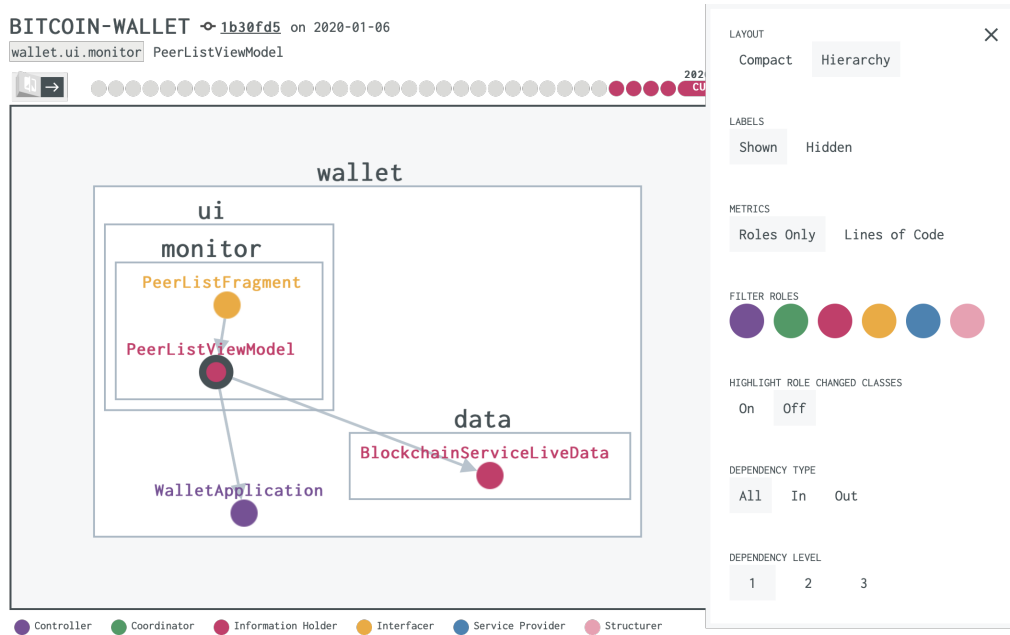 BITCOIN-WALLET 1b30fd5 on 2020-01-06
wallet.ui.monitor PeerListViewModel
wallet
ui
monitor
PeerListFragment
PeerListViewModel
data
BlockchainServiceLiveData
WalletApplication
Controller Coordinator Information Holder Interfacer Service Provider Structurer
LAYOUT
Compact Hierarchy
LABELS
Shown Hidden
METRICS
Roles Only Lines of Code
FILTER ROLES
HIGHLIGHT ROLE CHANGED CLASSES
On Off
DEPENDENCY TYPE
All In Out
DEPENDENCY LEVEL
1 2 3